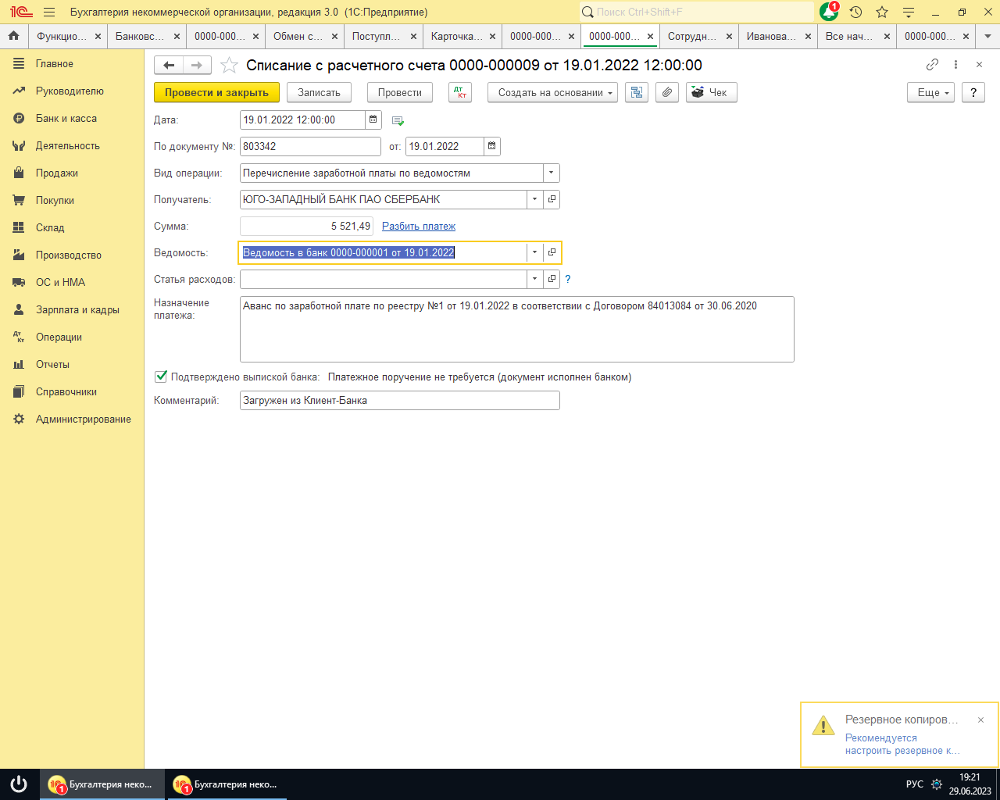 Бухгалтерия некоммерческой организации, редакция 3.0 (1С:Предприятие)
Поиск Ctrl+Shift+F
1
Функцио...
Банковс...
0000-000...
Обмен с...
Поступл...
Карточка...
0000-000...
0000-000...
Сотрудн...
Иванова...
Все нач...
0000-000...
Главное
Руководителю
Банк и касса
Деятельность
Продажи
Покупки
Склад
Производство
ОС и НМА
Зарплата и кадры
Операции
Отчеты
Справочники
Администрирование
Списание с расчетного счета 0000-000009 от 19.01.2022 12:00:00
Провести и закрыть
Записать
Провести
Дт Кт
Создать на основании
Чек
Еще
?
Дата: 19.01.2022 12:00:00
По документу №: 803342 от: 19.01.2022
Вид операции: Перечисление заработной платы по ведомостям
Получатель: ЮГО-ЗАПАДНЫЙ БАНК ПАО СБЕРБАНК
Сумма: 5 521,49 Разбить платеж
Ведомость: Ведомость в банк 0000-000001 от 19.01.2022
Статья расходов: ?
Назначение платежа: Аванс по заработной плате по реестру №1 от 19.01.2022 в соответствии с Договором 84013084 от 30.06.2020
Подтверждено выпиской банка: Платежное поручение не требуется (документ исполнен банком)
Комментарий: Загружен из Клиент-Банка
Резервное копиров...
Рекомендуется
настроить резервное к...
1 Бухгалтерия неко...
1 Бухгалтерия неко...
РУС
19:21
29.06.2023